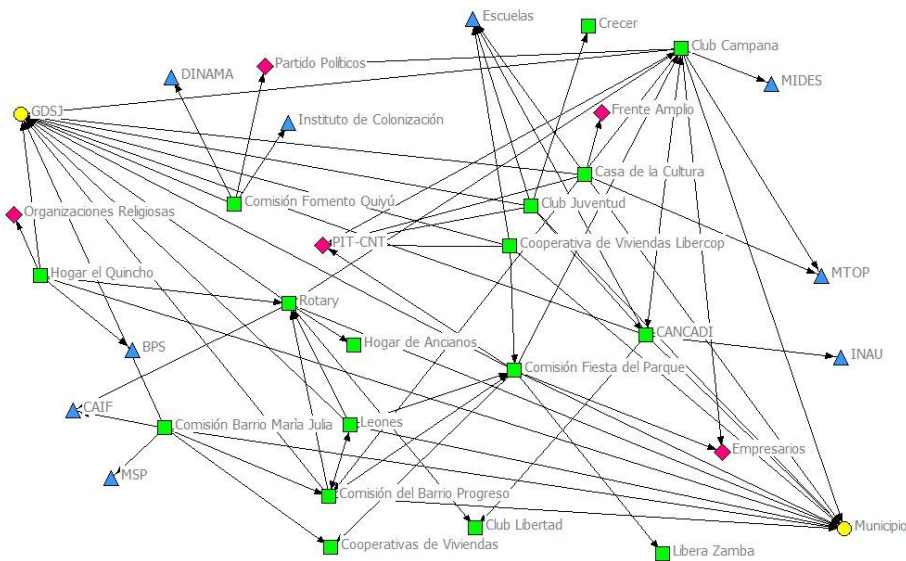 Escuelas
Crecer
Club Campana
Partido Políticos
DINAMA
MIDES
GDSJ
Frente Amplio
Instituto de Colonización
Casa de la Cultura
Comisión Fomento Quiyú
Club Juventud
Organizaciones Religiosas
PIT-CNT
Cooperativa de Viviendas Libercop
Hogar el Quincho
MTOP
Rotary
CANCADI
Hogar de Ancianos
BPS
INAU
Comisión Fiesta del Parque
CAIF
Comisión Barrio Marìa Julia
Leones
Empresarios
MSP
Comisión del Barrio Progreso
Club Libertad
Municipio
Cooperativas de Viviendas
Libera Zamba